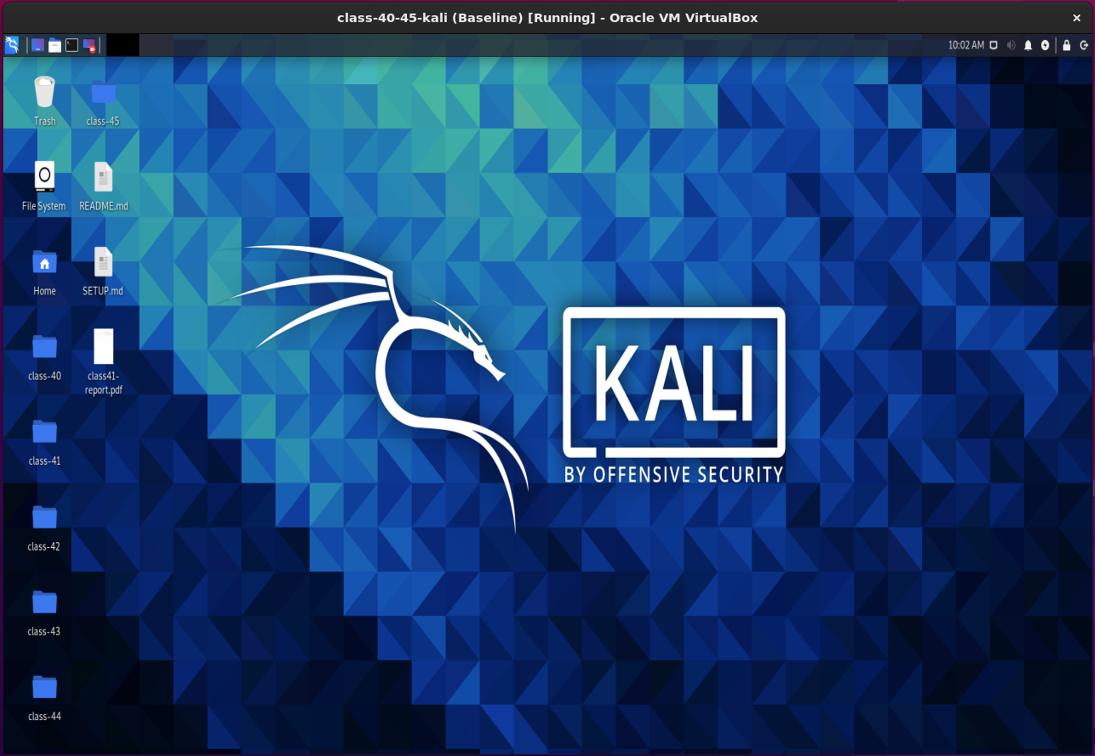 class-40-45-kali (Baseline) [Running] - Oracle VM VirtualBox
10:02 AM
Trash
class-45
File System
README.md
Home
SETUP.md
class-40
class41-
report.pdf
class-41
class-42
class-43
class-44
KALI
BY OFFENSIVE SECURITY